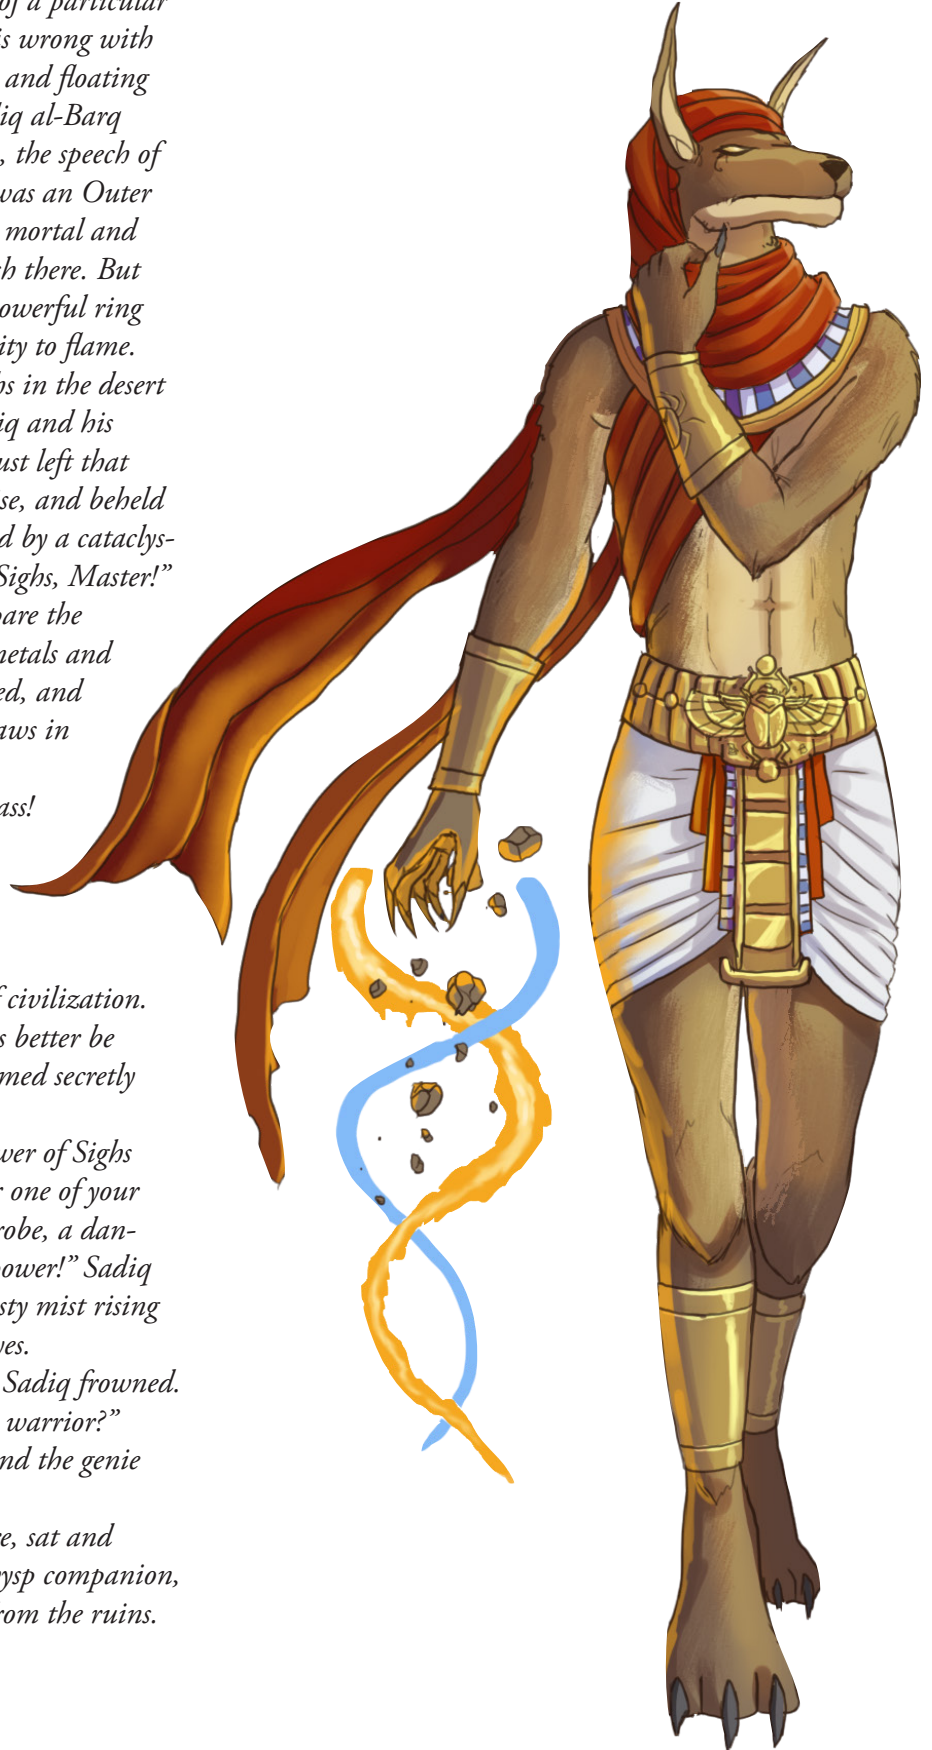 of a particular
is wrong with
and floating
iq al-Barq
, the speech of
was an Outer
mortal and
h there. But
owerful ring
ity to flame.
s in the desert
iq and his
ust left that
se, and beheld
d by a cataclys-
Sighs, Master!”
are the
netals and
ed, and
aws in
ass!
f civilization.
s better be
med secretly
wer of Sighs
r one of your
robe, a dan-
ower!” Sadiq
sty mist rising
ves.
Sadiq frowned.
warrior?”
nd the genie
e, sat and
ysp companion,
rom the ruins.